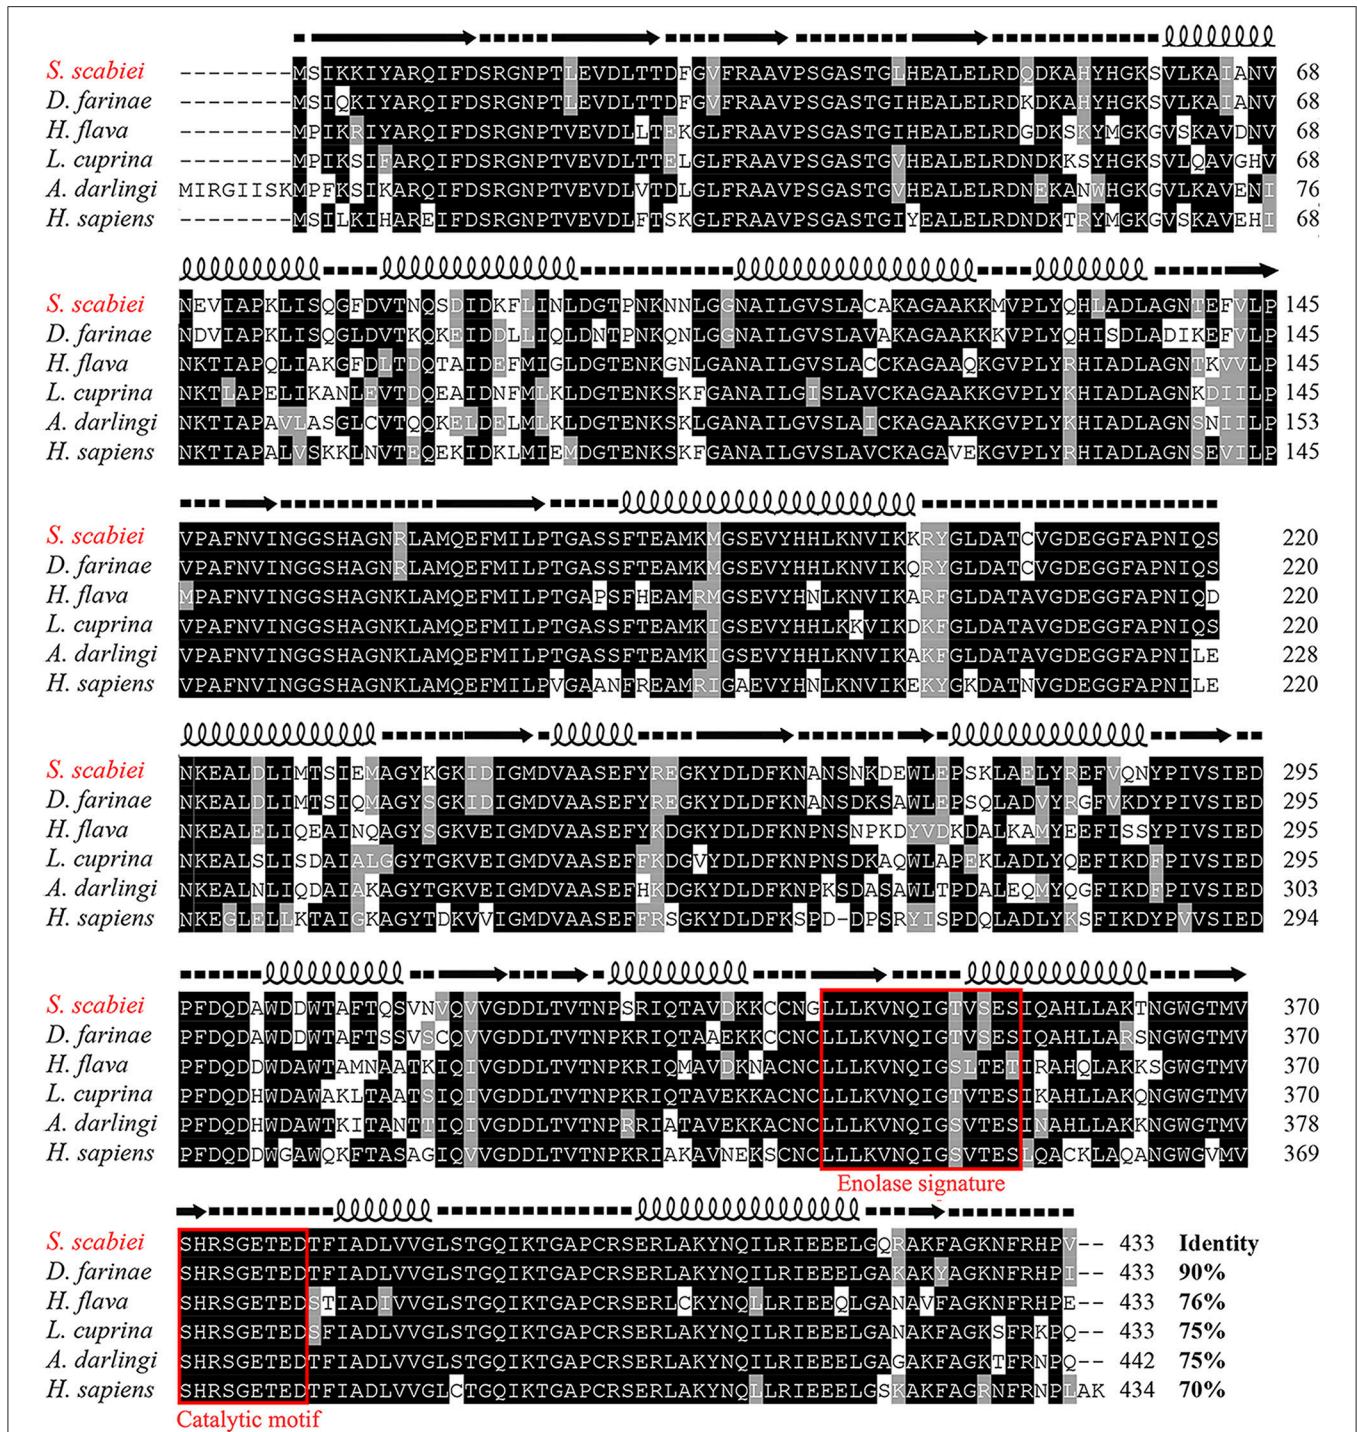 S. scabiei --------MSIKKIYARQIFDSRGNPTLEVDLTTDFGVFRAAVPSGASTGLHEALELRDQDKAHYHGKSVLKAIANV 68
D. farinae --------MSIQKIYARQIFDSRGNPTLEVDLTTDFGVFRAAVPSGASTGIHEALELRDKDKAHYHGKSVLKAIANV 68
H. flava --------MPIKRIYARQIFDSRGNPTVEVDLLTEKGLFRAAVPSGASTGIHEALELRDGDKSKYMGKGVSKAVDNV 68
L. cuprina --------MPIKSIFARQIFDSRGNPTVEVDLTTELGLFRAAVPSGASTGVHEALELRDNDKKSYHGKSVLQAVGHV 68
A. darlingi MIRGIISKMPFKSIKARQIFDSRGNPTVEVDLVTDLGLFRAAVPSGASTGVHEALELRDNEKANWHGKGVLKAVENI 76
H. sapiens --------MSILKIHAREIFDSRGNPTVEVDLFTSKGLFRAAVPSGASTGIYEALELRDNDKTRYMGKGVSKAVEHI 68
S. scabiei NEVIAPKLISQGFDVTNQSDIDKFLINLDGTPNKNNLGGNAILGVSLACAKAGAAKKMVPLYQHLADLAGNTEFVLP 145
D. farinae NDVIAPKLISQGLDVTKQKEIDDLLIQLDNTPNKQNLGGNAILGVSLAVAKAGAAKKKVPLYQHISDLADIKEFVLP 145
H. flava NKTIAPQLIAKGFDLTDQTAIDEFMIGLDGTENKGNLGANAILGVSLACCKAGAAQKGVPLYRHIADLAGNTKVVLP 145
L. cuprina NKTLAPELIKANLEVTDQEAIDNFMLKLDGTENKSKFGANAILGISLAVCKAGAAKKGVPLYKHIADLAGNKDIILP 145
A. darlingi NKTIAPAVLASGLCVTQQKELDELMLKLDGTENKSKLGANAILGVSLAICKAGAAKKGVPLYKHIADLAGNSNIILP 153
H. sapiens NKTIAPALVSKKLNVTEQEKIDKLMIEMDGTENKSKFGANAILGVSLAVCKAGAVEKGVPLYRHIADLAGNSEVILP 145
S. scabiei VPAFNVINGGSHAGNRLAMQEFMILPTGASSFTEAMKMGSEVYHHLKNVIKKRYGLDATCVGDEGGFAPNIQS 220
D. farinae VPAFNVINGGSHAGNRLAMQEFMILPTGASSFTEAMKMGSEVYHHLKNVIKQRYGLDATCVGDEGGFAPNIQS 220
H. flava MPAFNVINGGSHAGNKLAMQEFMILPTGAPSFHEAMRMGSEVYHNLKNVIKARFGLDATAVGDEGGFAPNIQD 220
L. cuprina VPAFNVINGGSHAGNKLAMQEFMILPTGASSFTEAMKIGSEVYHHLKKVIKDKFGLDATAVGDEGGFAPNIQS 220
A. darlingi VPAFNVINGGSHAGNKLAMQEFMILPTGASSFTEAMKIGSEVYHHLKNVIKAKFGLDATAVGDEGGFAPNILE 228
H. sapiens VPAFNVINGGSHAGNKLAMQEFMILPVGAANFREAMRIGAEVYHNLKNVIKEKYGKDATNVGDEGGFAPNILE 220
S. scabiei NKEALDLIMTSIEMAGYKGKIDIGMDVAASEFYREGKYDLDFKNANSNKDEWLEPSKLAELYREFVQNYPIVSIED 295
D. farinae NKEALDLIMTSIQMAGYSGKIDIGMDVAASEFYREGKYDLDFKNANSDKSAWLEPSQLADVYRGFVKDYPIVSIED 295
H. flava NKEALELIQEAINQAGYSGKVEIGMDVAASEFYKDGKYDLDFKNPNSNPKDYVDKDALKAMYEEFISSYPIVSIED 295
L. cuprina NKEALSLISDAIALGGYTGKVEIGMDVAASEFFKDGVYDLDFKNPNSDKAQWLAPEKLADLYQEFIKDFPIVSIED 295
A. darlingi NKEALNLIQDAIAKAGYTGKVEIGMDVAASEFHKDGKYDLDFKNPKSDASAWLTPDALEQMYQGFIKDFPIVSIED 303
H. sapiens NKEGLELLKTAIGKAGYTDKVVIGMDVAASEFFRSGKYDLDFKSPD-DPSRYISPDQLADLYKSFIKDYPVVSIED 294
S. scabiei PFDQDAWDDWTAFTQSVNVQVVGDDLTVTNPSRIQTAVDKKCCNGLLLKVNQIGTVSESIQAHLLAKTNGWGTMV 370
D. farinae PFDQDAWDDWTAFTSSVSCQVVGDDLTVTNPKRIQTAAEKKCCNCLLLKVNQIGTVSESIQAHLLARSNGWGTMV 370
H. flava PFDQDAWDAWTAMNAATKIQIVGDDLTVTNPKRIQMAVDKNACNCLLLKVNQIGSLTETIRAHQLAKKSGWGTMV 370
L. cuprina PFDQDHWDAWAKLTAATSIQIVGDDLTVTNPKRIQTAVEKKACNCLLLKVNQIGTVTESIKAHLLAKQNGWGTMV 370
A. darlingi PFDQDHWDAWTKITANTTIQIVGDDLTVTNPRRIATAVEKKACNCLLLKVNQIGSVTESINAHLLAKKNGWGTMV 378
H. sapiens PFDQDDWGAWQKFTASAGIQVVGDDLTVTNPKRIAKAVNEKSCNCLLLKVNQIGSVTESLQACKLAQANGWGVMV 369
Enolase signature
S. scabiei SHRSGETEDTFIADLVVGLSTGQIKTGAPCRSERLAKYNQILRIEEELGQRAKFAGKNFRHPV-- 433 Identity
D. farinae SHRSGETEDTFIADLVVGLSTGQIKTGAPCRSERLAKYNQILRIEEELGAKAKYAGKNFRHPI-- 433 90%
H. flava SHRSGETEDSTIADIVVGLSTGQIKTGAPCRSERLCKYNQLLRIEEQLGANAVFAGKNFRHPE-- 433 76%
L. cuprina SHRSGETEDSFIADLVVGLSTGQIKTGAPCRSERLAKYNQILRIEEELGANAKFAGKSFRKPQ-- 433 75%
A. darlingi SHRSGETEDTFIADLVVGLSTGQIKTGAPCRSERLAKYNQILRIEEELGAGAKFAGKTFRNPQ-- 442 75%
H. sapiens SHRSGETEDTFIADLVVGLCTGQIKTGAPCRSERLAKYNQLLRIEEELGSKAKFAGRNFRNPLAK 434 70%
Catalytic motif